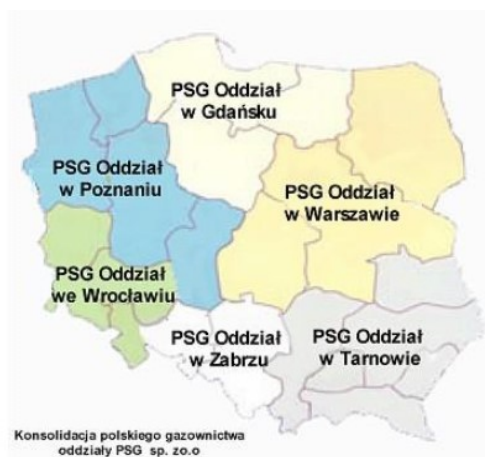 PSG Oddział
w Gdańsku
PSG Oddział
w Poznaniu
PSG Oddział
w Warszawie
PSG Oddział
we Wrocławiu
PSG Oddział
w Zabrzu
PSG Oddział
w Tarnowie
Konsolidacja polskiego gazownictwa
oddziały PSG sp. zo.o